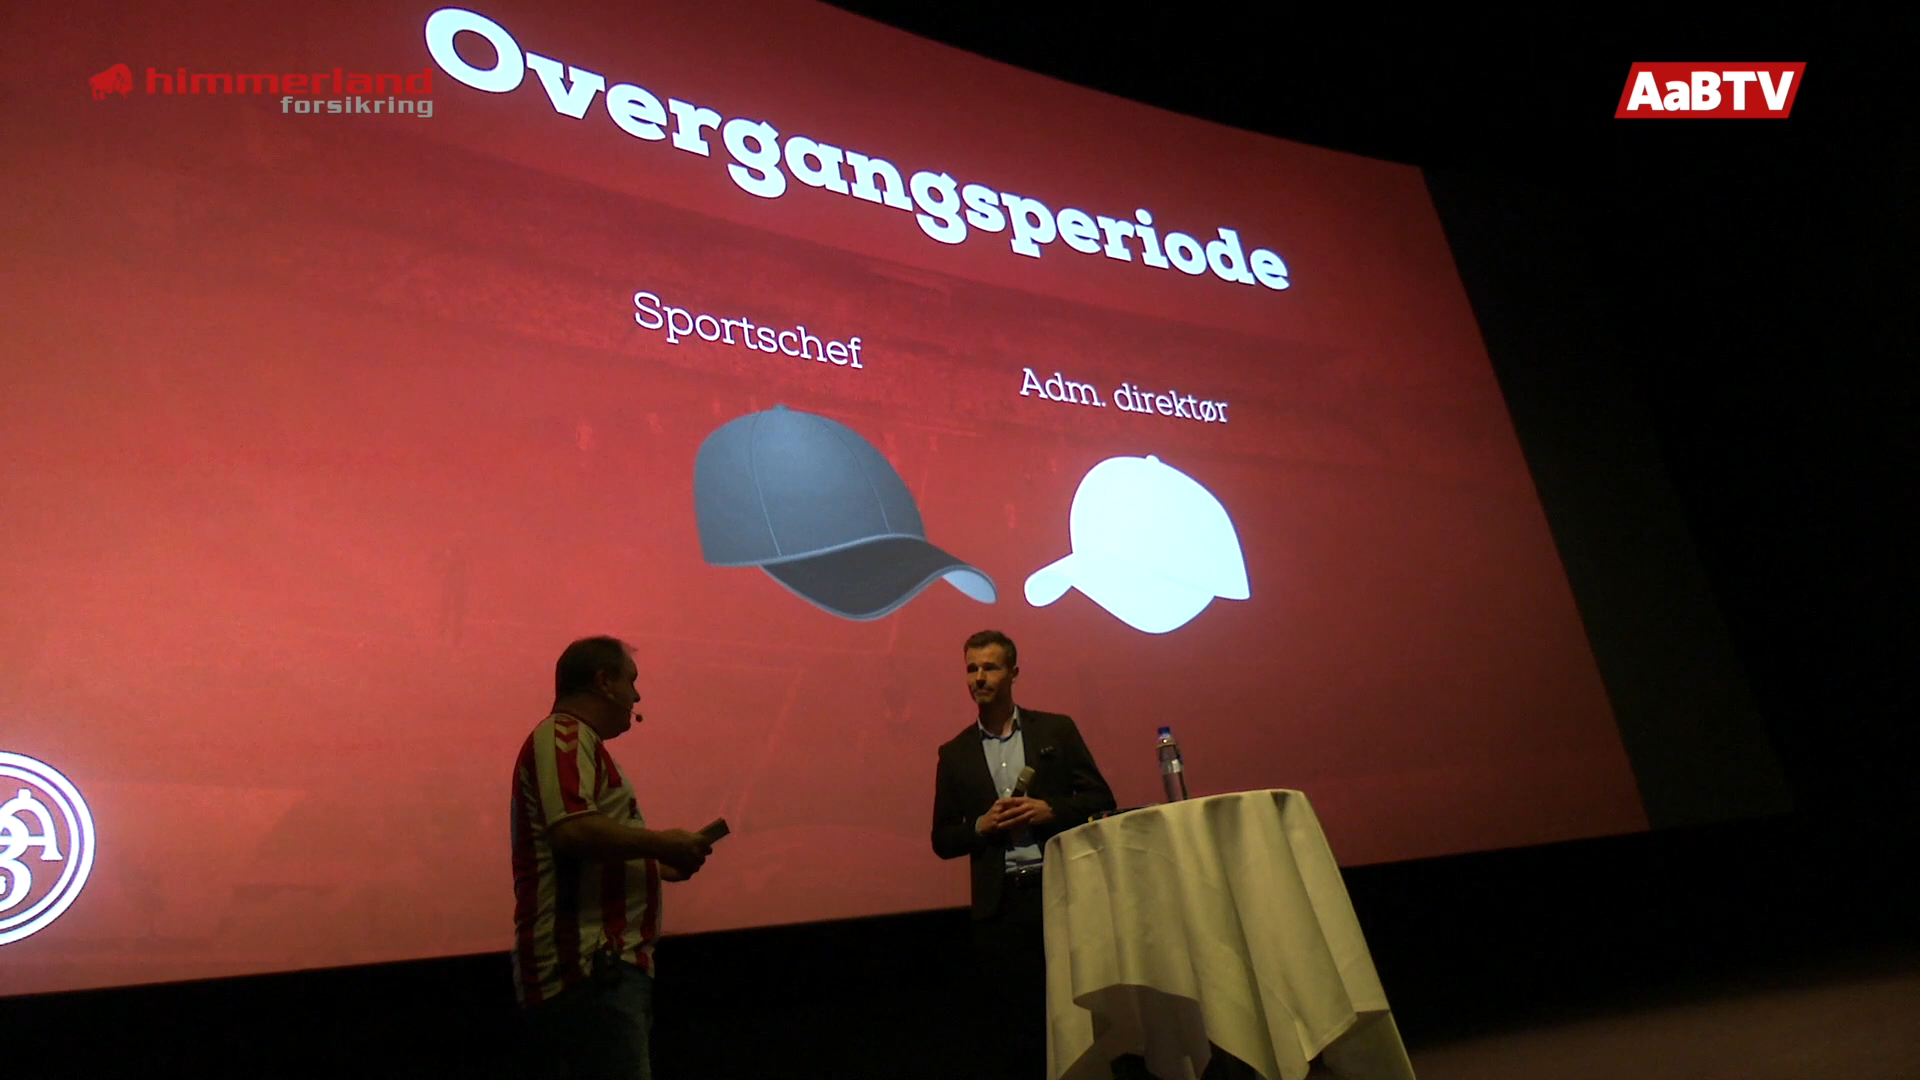 himmerland
forsikring
AaBTV
Overgangsperiode
Sportschef
Adm. direktør